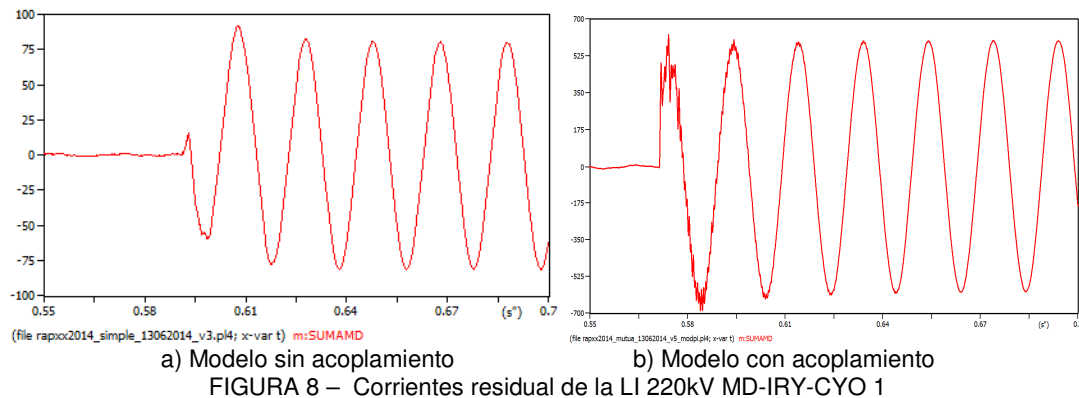 100
75
50
25
0
-25
-50
-75
-100
0.55 0.58 0.61 0.64 0.67 (s") 0.7
(file rapxx2014_simple_13062014_v3.pl4; x-var t) m:SUMAMD
a) Modelo sin acoplamiento
700
525
350
175
0
-175
-350
-525
-700
0.55 0.58 0.61 0.64 0.67 (s") 0.7
(file rapxx2014_mutua_13062014_v5_modpi.pl4; x-var t) m:SUMAMD
b) Modelo con acoplamiento
FIGURA 8 – Corrientes residual de la LI 220kV MD-IRY-CYO 1